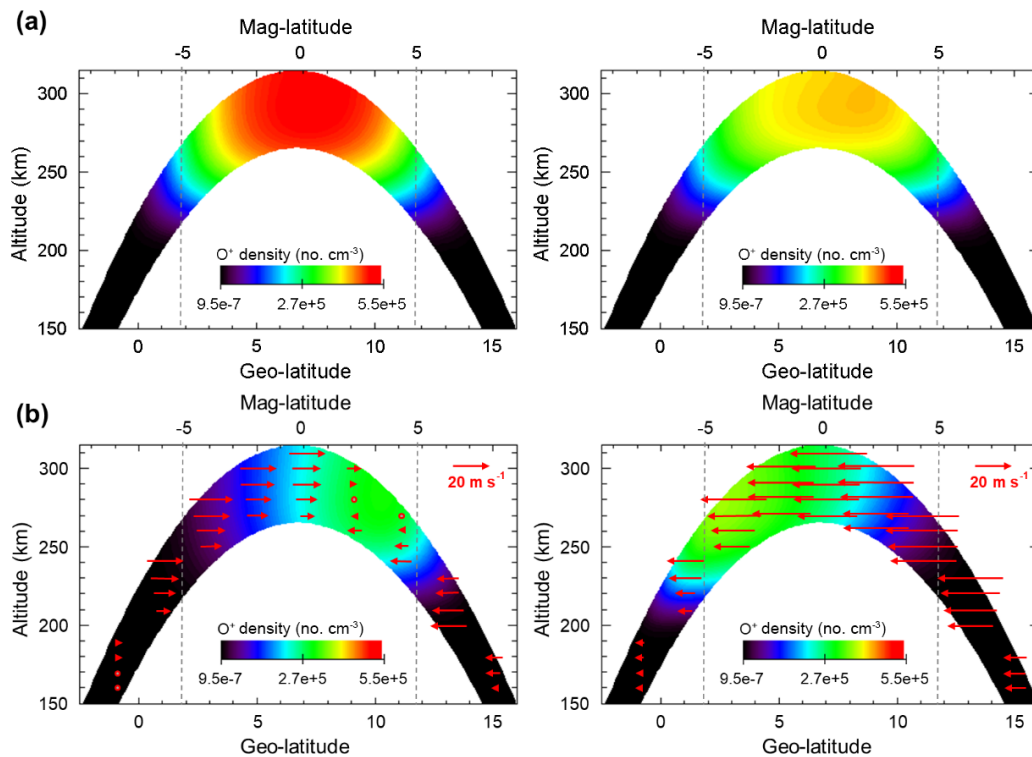 (a)
Mag-latitude
-5 0 5
Altitude (km)
300
250
200
150
O⁺ density (no. cm⁻³)
9.5e-7 2.7e+5 5.5e+5
0 5 10 15
Geo-latitude
Mag-latitude
-5 0 5
Altitude (km)
300
250
200
150
O⁺ density (no. cm⁻³)
9.5e-7 2.7e+5 5.5e+5
0 5 10 15
Geo-latitude
(b)
Mag-latitude
-5 0 5
Altitude (km)
300
250
200
150
20 m s⁻¹
O⁺ density (no. cm⁻³)
9.5e-7 2.7e+5 5.5e+5
0 5 10 15
Geo-latitude
Mag-latitude
-5 0 5
Altitude (km)
300
250
200
150
20 m s⁻¹
O⁺ density (no. cm⁻³)
9.5e-7 2.7e+5 5.5e+5
0 5 10 15
Geo-latitude